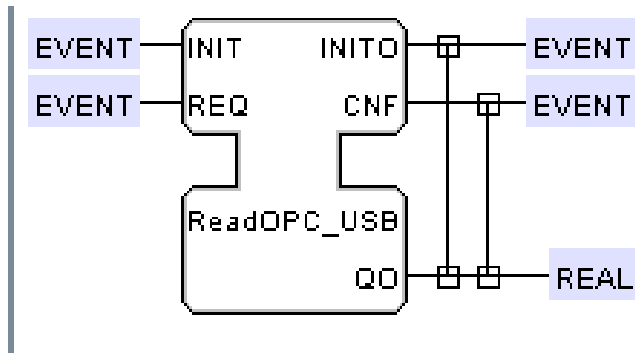 EVENT INIT INITO EVENT
EVENT REQ CNF EVENT
ReadOPC_USB
QO REAL